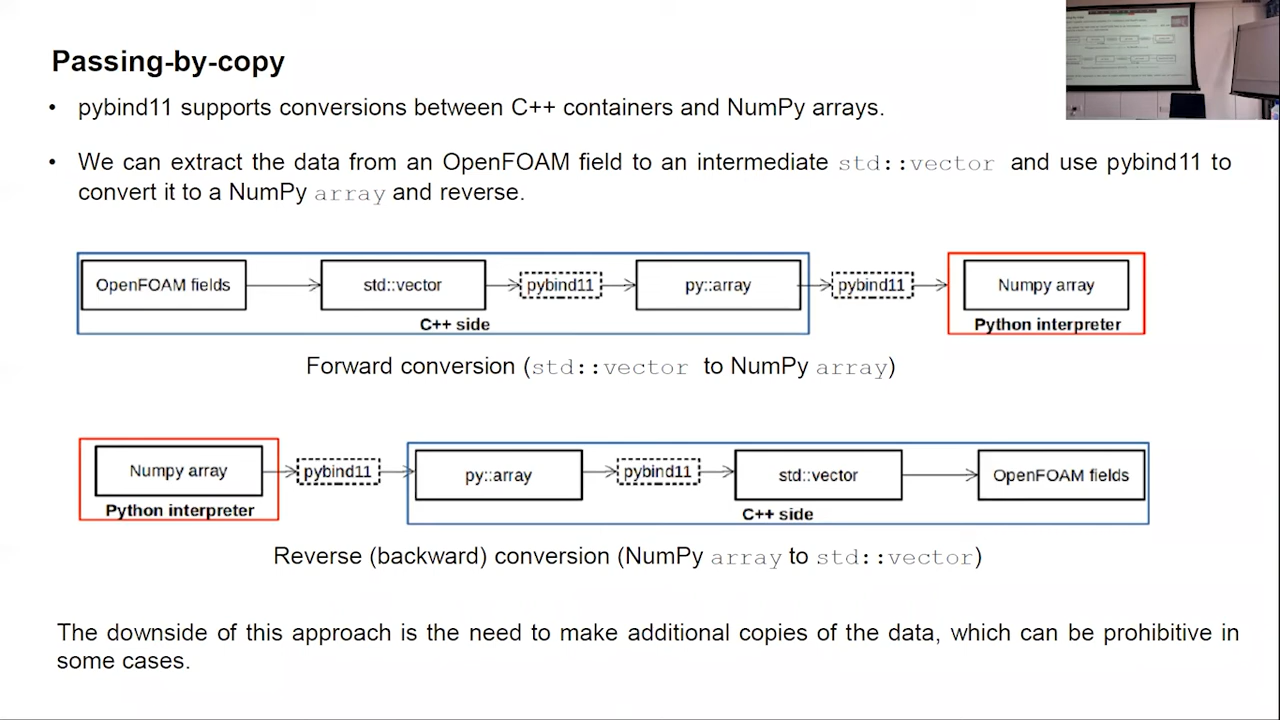 Passing-by-copy
• pybind11 supports conversions between C++ containers and NumPy arrays.
• We can extract the data from an OpenFOAM field to an intermediate std::vector and use pybind11 to
convert it to a NumPy array and reverse.
OpenFOAM fields std::vector pybind11 py::array pybind11 Numpy array
C++ side Python interpreter
Forward conversion (std::vector to NumPy array)
Numpy array pybind11 py::array pybind11 std::vector OpenFOAM fields
Python interpreter C++ side
Reverse (backward) conversion (NumPy array to std::vector)
The downside of this approach is the need to make additional copies of the data, which can be prohibitive in
some cases.